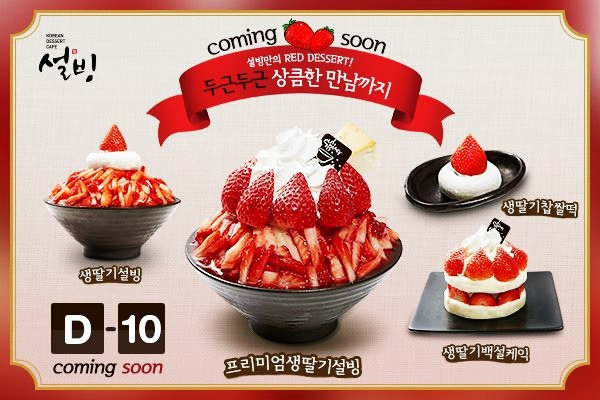 KOREAN
DESSERT
CAFE
설빙
coming soon
설빙만의 RED DESSERT!
두근두근 상큼한 만남까지
생딸기설빙
프리미엄생딸기설빙
생딸기찹쌀떡
생딸기백설케익
D-10
coming soon